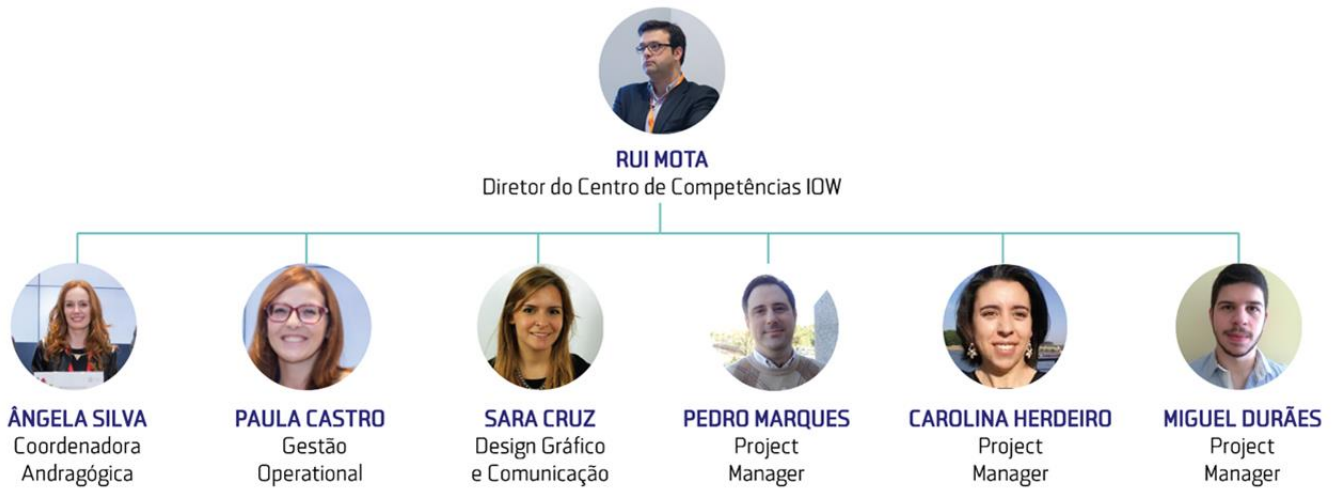 RUI MOTA
Diretor do Centro de Competências IOW
ÂNGELA SILVA
Coordenadora
Andragógica
PAULA CASTRO
Gestão
Operational
SARA CRUZ
Design Gráfico
e Comunicação
PEDRO MARQUES
Project
Manager
CAROLINA HERDEIRO
Project
Manager
MIGUEL DURÃES
Project
Manager